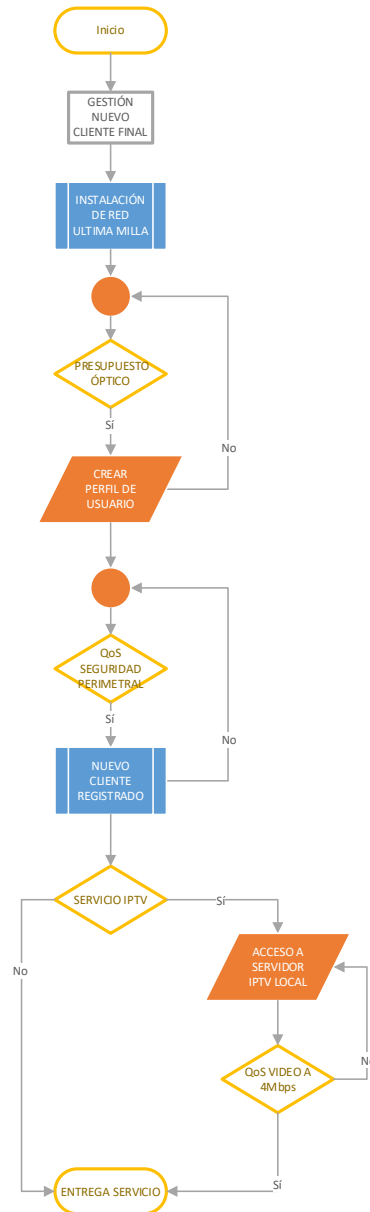 Inicio
GESTIÓN
NUEVO
CLIENTE FINAL
INSTALACIÓN
DE RED
ULTIMA MILLA
PRESUPUESTO
ÓPTICO
Sí
No
CREAR
PERFIL DE
USUARIO
QoS
SEGURIDAD
PERIMETRAL
Sí
No
NUEVO
CLIENTE
REGISTRADO
SERVICIO IPTV
Sí
No
ACCESO A
SERVIDOR
IPTV LOCAL
QoS VIDEO A
4Mbps
No
Sí
ENTREGA SERVICIO